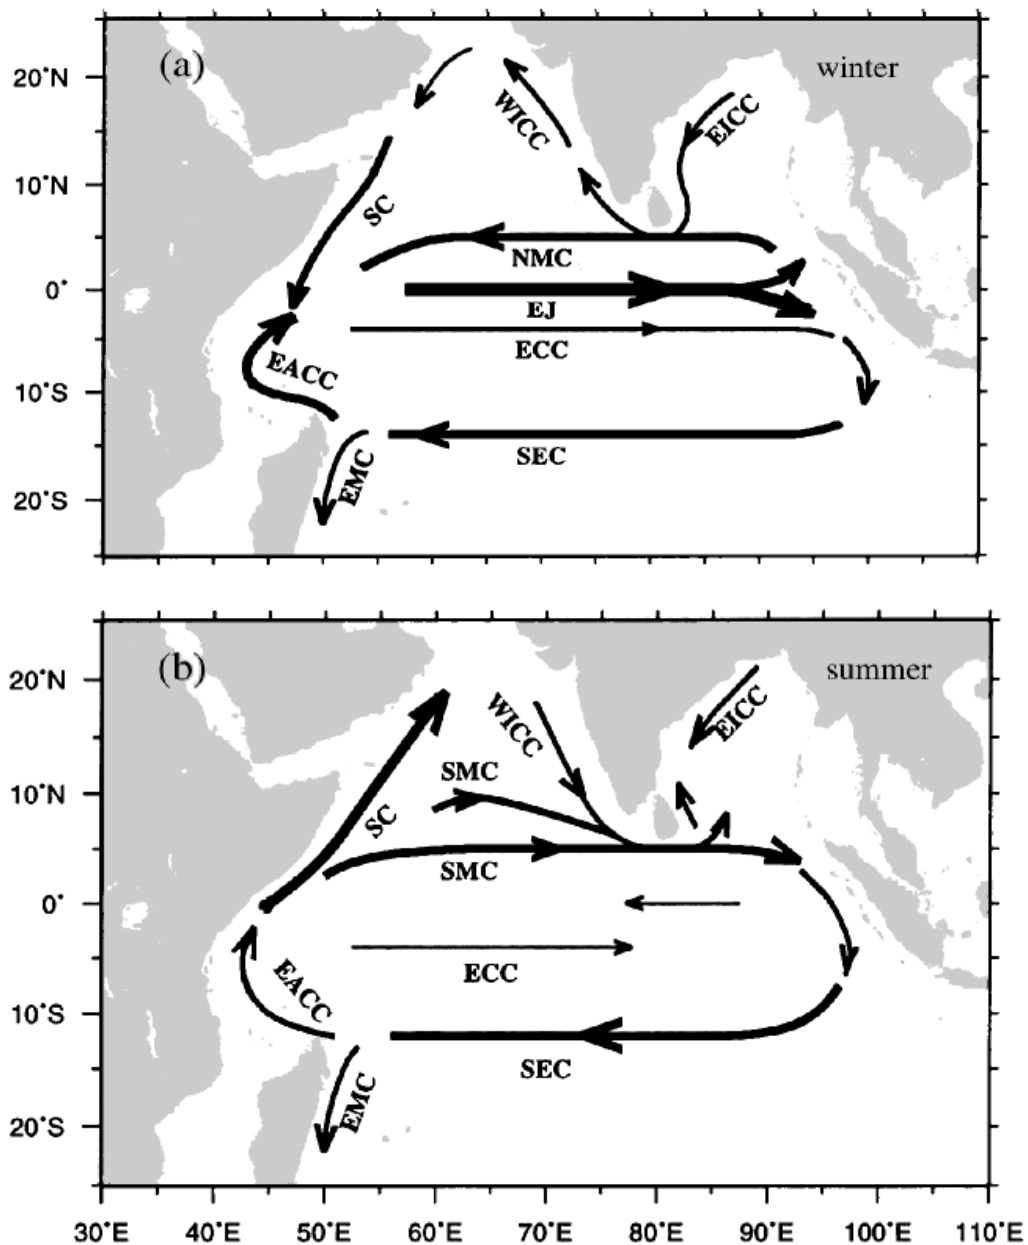 (a)
winter
20°N
10°N
0°
10°S
20°S
WICC
EICC
SC
NMC
EJ
ECC
EACC
SEC
EMC
(b)
summer
20°N
10°N
0°
10°S
20°S
WICC
EICC
SMC
SC
SMC
ECC
EACC
SEC
EMC
30°E 40°E 50°E 60°E 70°E 80°E 90°E 100°E 110°E